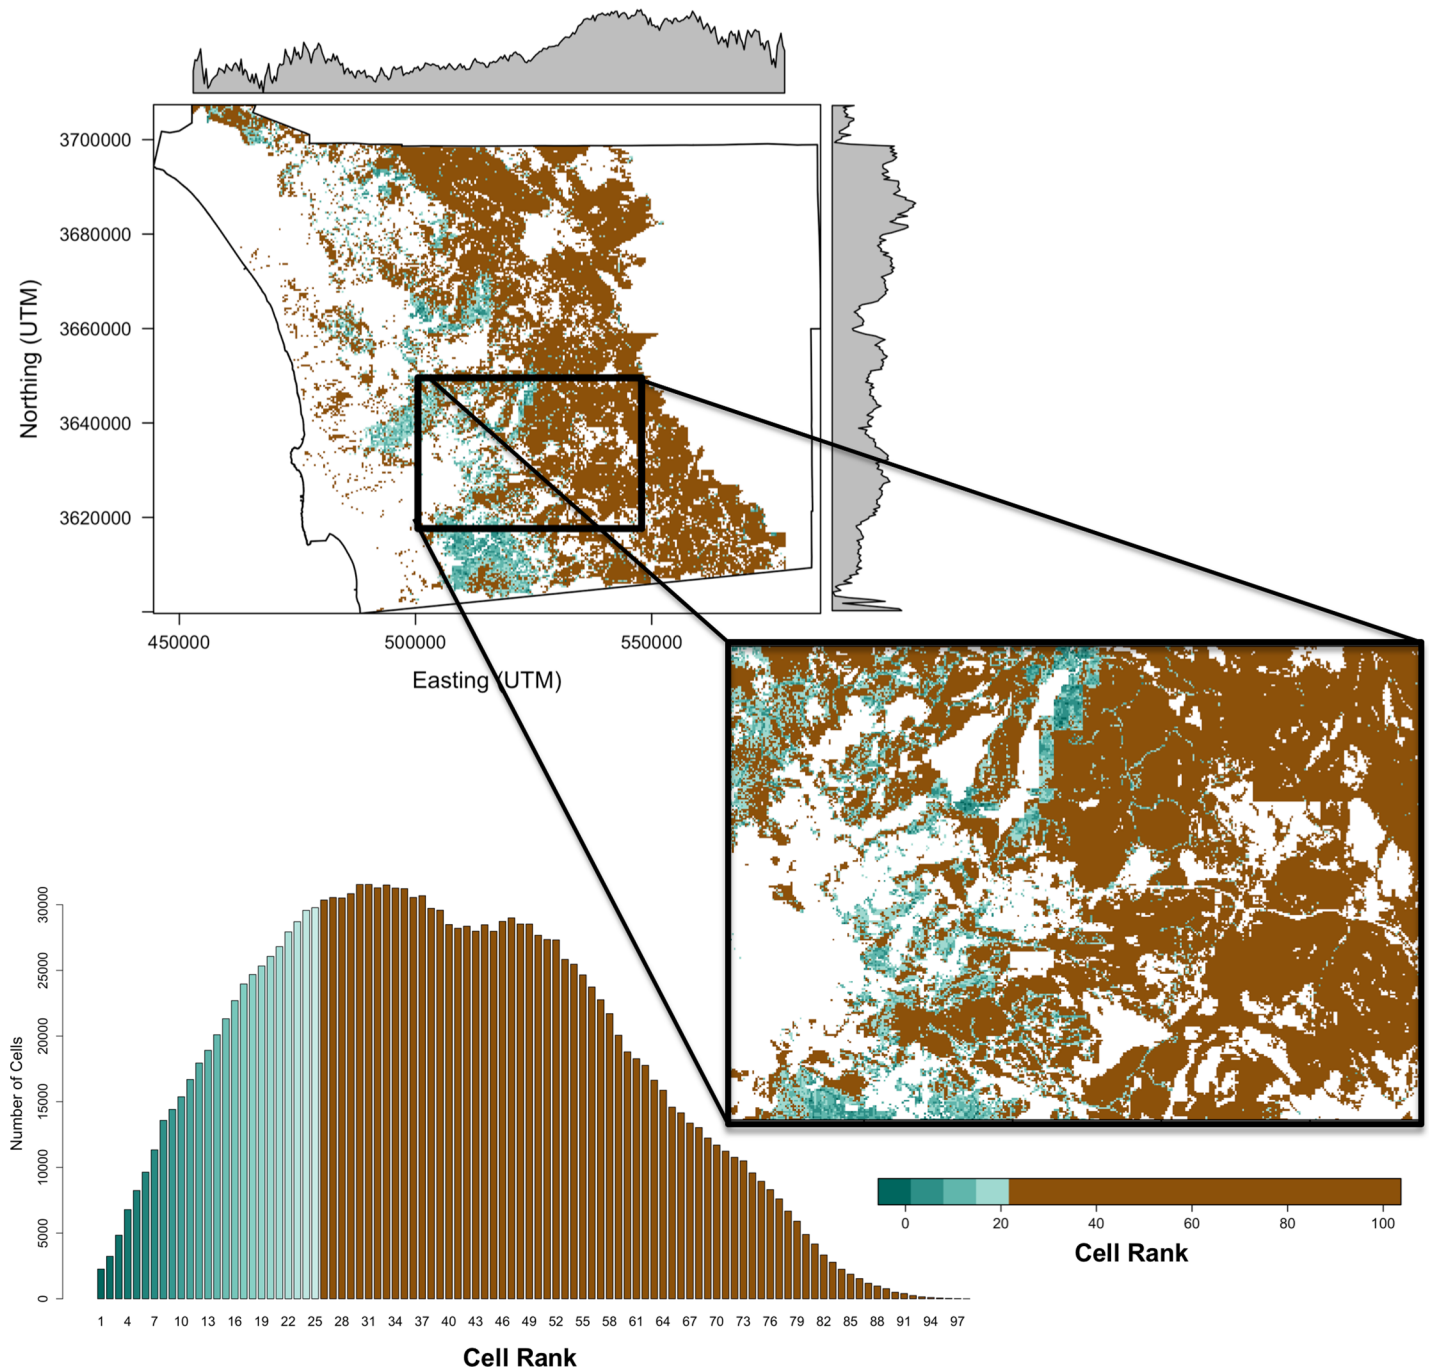 3700000
3680000
3660000
3640000
3620000
Northing (UTM)
450000 500000 550000
Easting (UTM)
30000
25000
20000
15000
10000
5000
0
Number of Cells
1 4 7 10 13 16 19 22 25 28 31 34 37 40 43 46 49 52 55 58 61 64 67 70 73 76 79 82 85 88 91 94 97
Cell Rank
0 20 40 60 80 100
Cell Rank